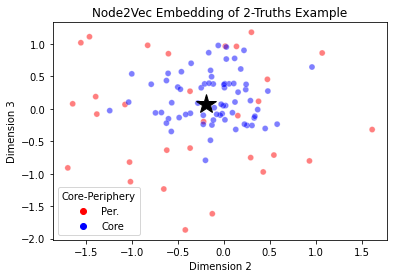 Node2Vec Embedding of 2-Truths Example
Dimension 3
1.0
0.5
0.0
−0.5
−1.0
−1.5
−2.0
Core-Periphery
Per.
Core
−1.5 −1.0 −0.5 0.0 0.5 1.0 1.5
Dimension 2